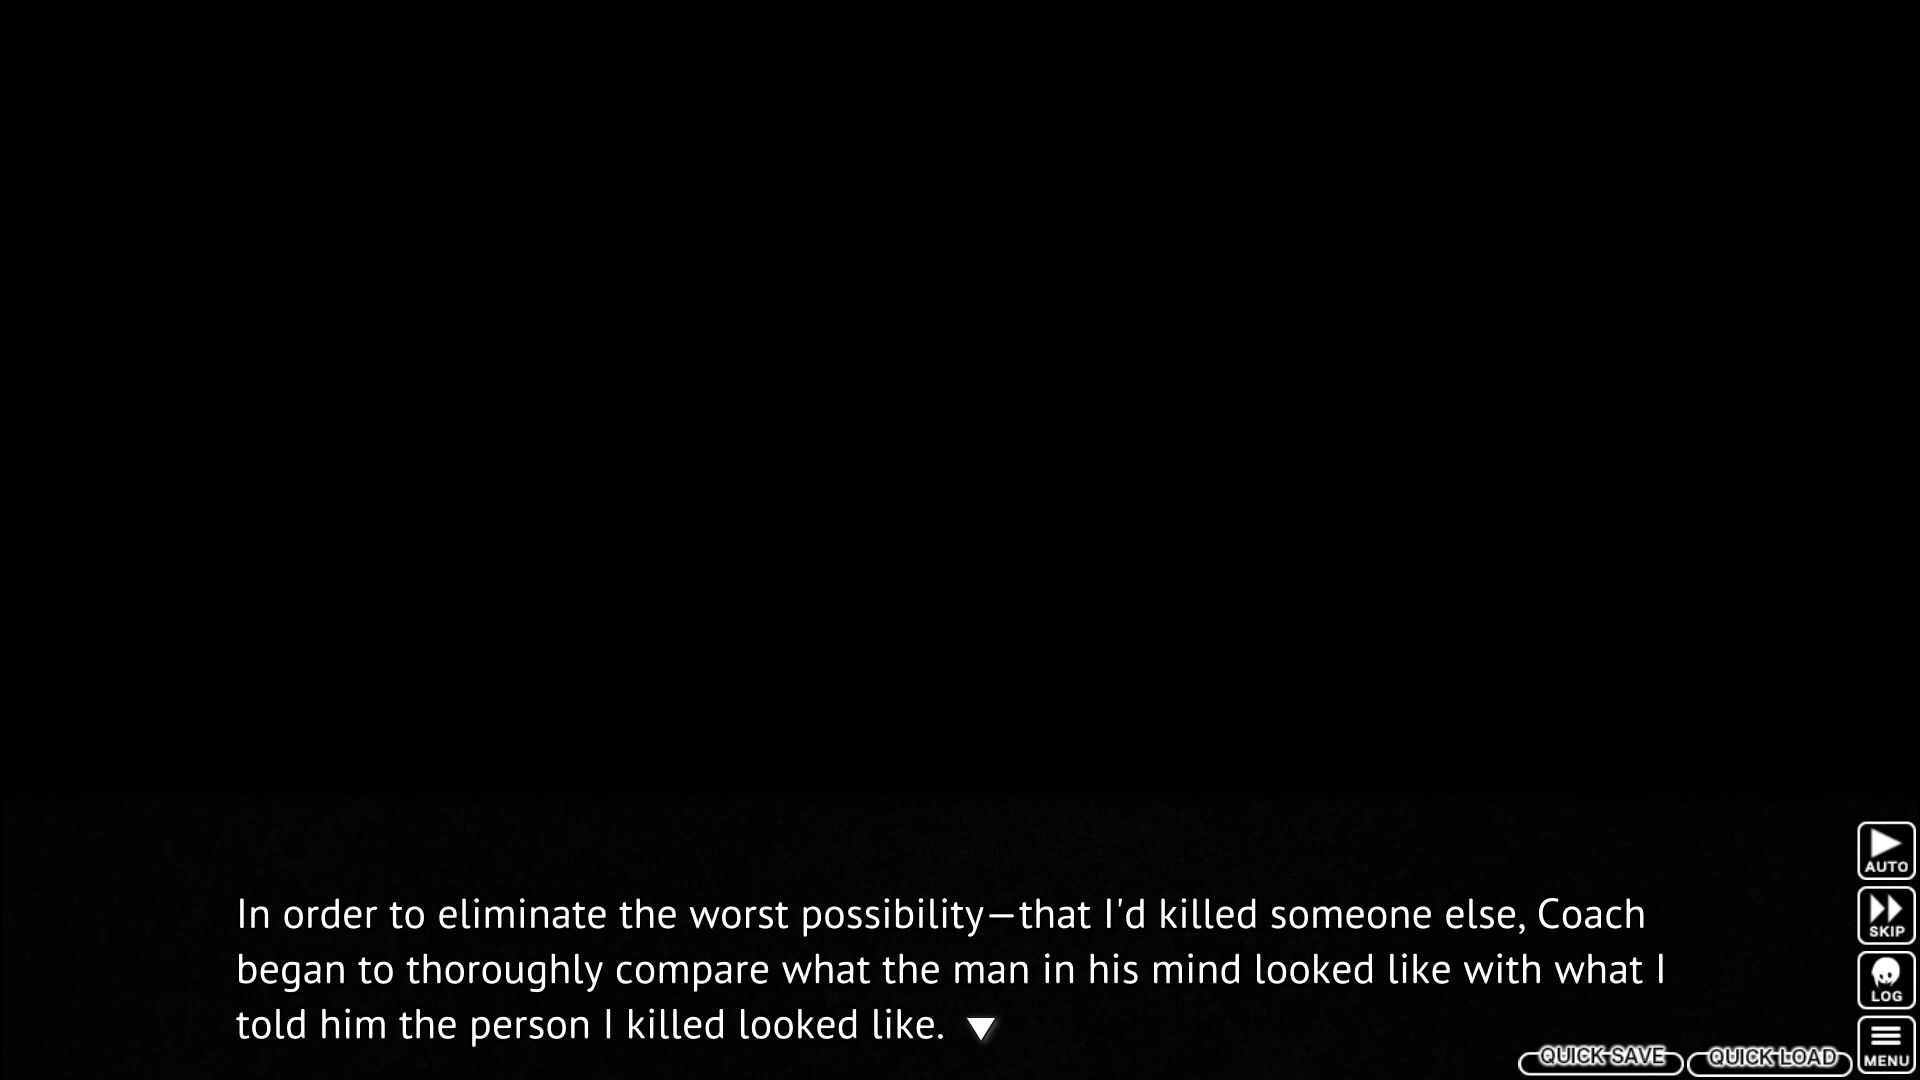 In order to eliminate the worst possibility—that I'd killed someone else, Coach
began to thoroughly compare what the man in his mind looked like with what I
told him the person I killed looked like.
AUTO
SKIP
LOG
MENU
QUICK SAVE
QUICK LOAD